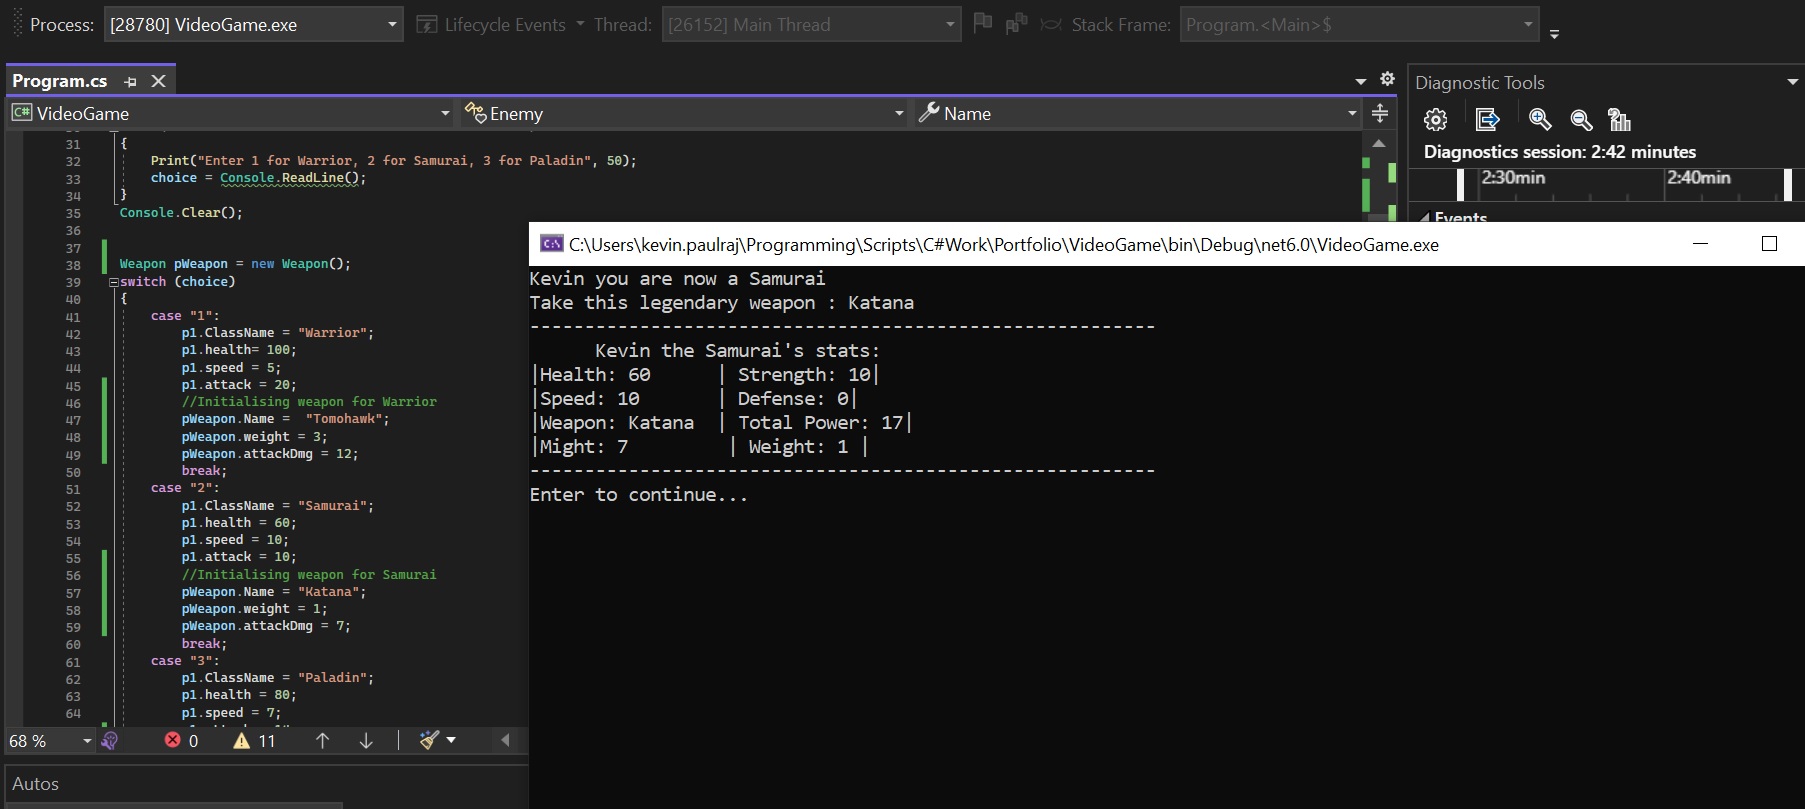 Process: [28780] VideoGame.exe Lifecycle Events Thread: [26152] Main Thread Stack Frame: Program.<Main>$
Program.cs
C# VideoGame Enemy Name
31 {
32 Print("Enter 1 for Warrior, 2 for Samurai, 3 for Paladin", 50);
33 choice = Console.ReadLine();
34 }
35 Console.Clear();
36
37
38 Weapon pWeapon = new Weapon();
39 switch (choice)
40 {
41 case "1":
42 p1.ClassName = "Warrior";
43 p1.health= 100;
44 p1.speed = 5;
45 p1.attack = 20;
46 //Initialising weapon for Warrior
47 pWeapon.Name =  "Tomohawk";
48 pWeapon.weight = 3;
49 pWeapon.attackDmg = 12;
50 break;
51 case "2":
52 p1.ClassName = "Samurai";
53 p1.health = 60;
54 p1.speed = 10;
55 p1.attack = 10;
56 //Initialising weapon for Samurai
57 pWeapon.Name = "Katana";
58 pWeapon.weight = 1;
59 pWeapon.attackDmg = 7;
60 break;
61 case "3":
62 p1.ClassName = "Paladin";
63 p1.health = 80;
64 p1.speed = 7;
68 % 0 11
Autos
Diagnostic Tools
Diagnostics session: 2:42 minutes
2:30min 2:40min
Events
C:\Users\kevin.paulraj\Programming\Scripts\C#Work\Portfolio\VideoGame\bin\Debug\net6.0\VideoGame.exe
Kevin you are now a Samurai
Take this legendary weapon : Katana
---------------------------------------------------------
Kevin the Samurai's stats:
|Health: 60 | Strength: 10|
|Speed: 10 | Defense: 0|
|Weapon: Katana | Total Power: 17|
|Might: 7 | Weight: 1 |
---------------------------------------------------------
Enter to continue...